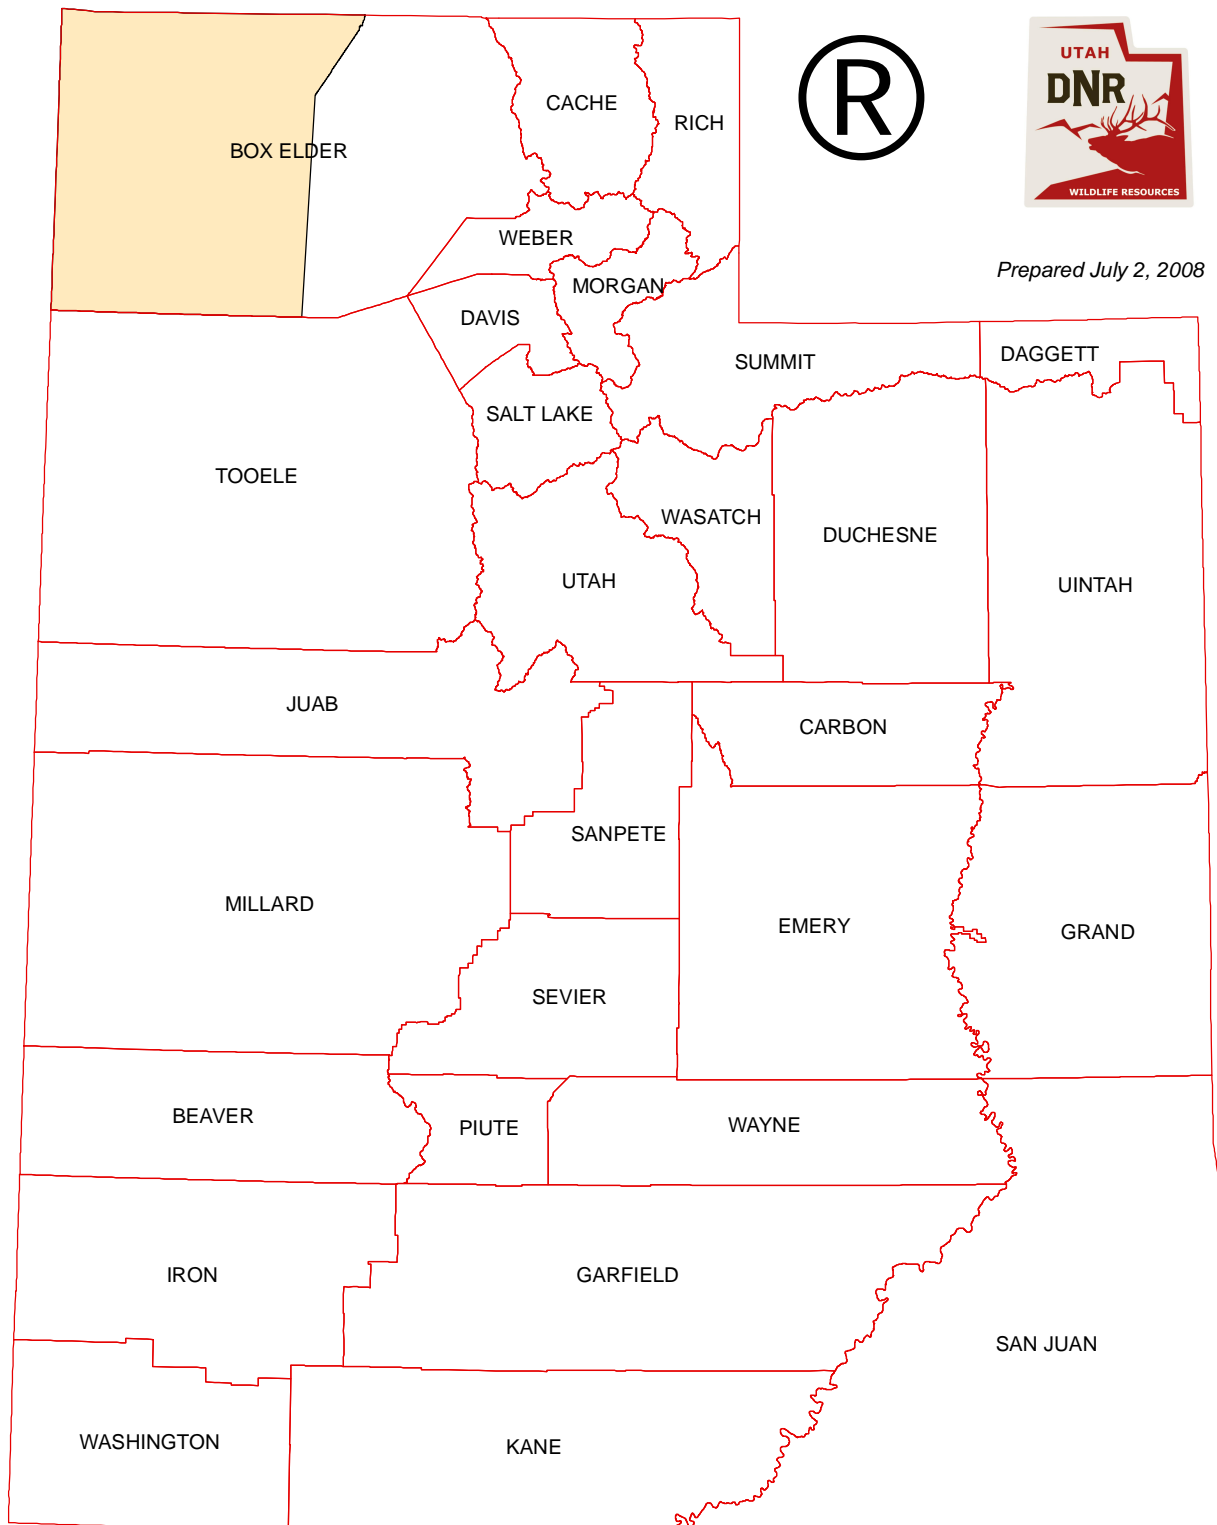 ®
UTAH
DNR
WILDLIFE RESOURCES
Prepared July 2, 2008
CACHE
RICH
BOX ELDER
WEBER
MORGAN
DAVIS
SUMMIT
DAGGETT
SALT LAKE
TOOELE
WASATCH
DUCHESNE
UTAH
UINTAH
JUAB
CARBON
SANPETE
MILLARD
EMERY
GRAND
SEVIER
BEAVER
PIUTE
WAYNE
IRON
GARFIELD
SAN JUAN
WASHINGTON
KANE